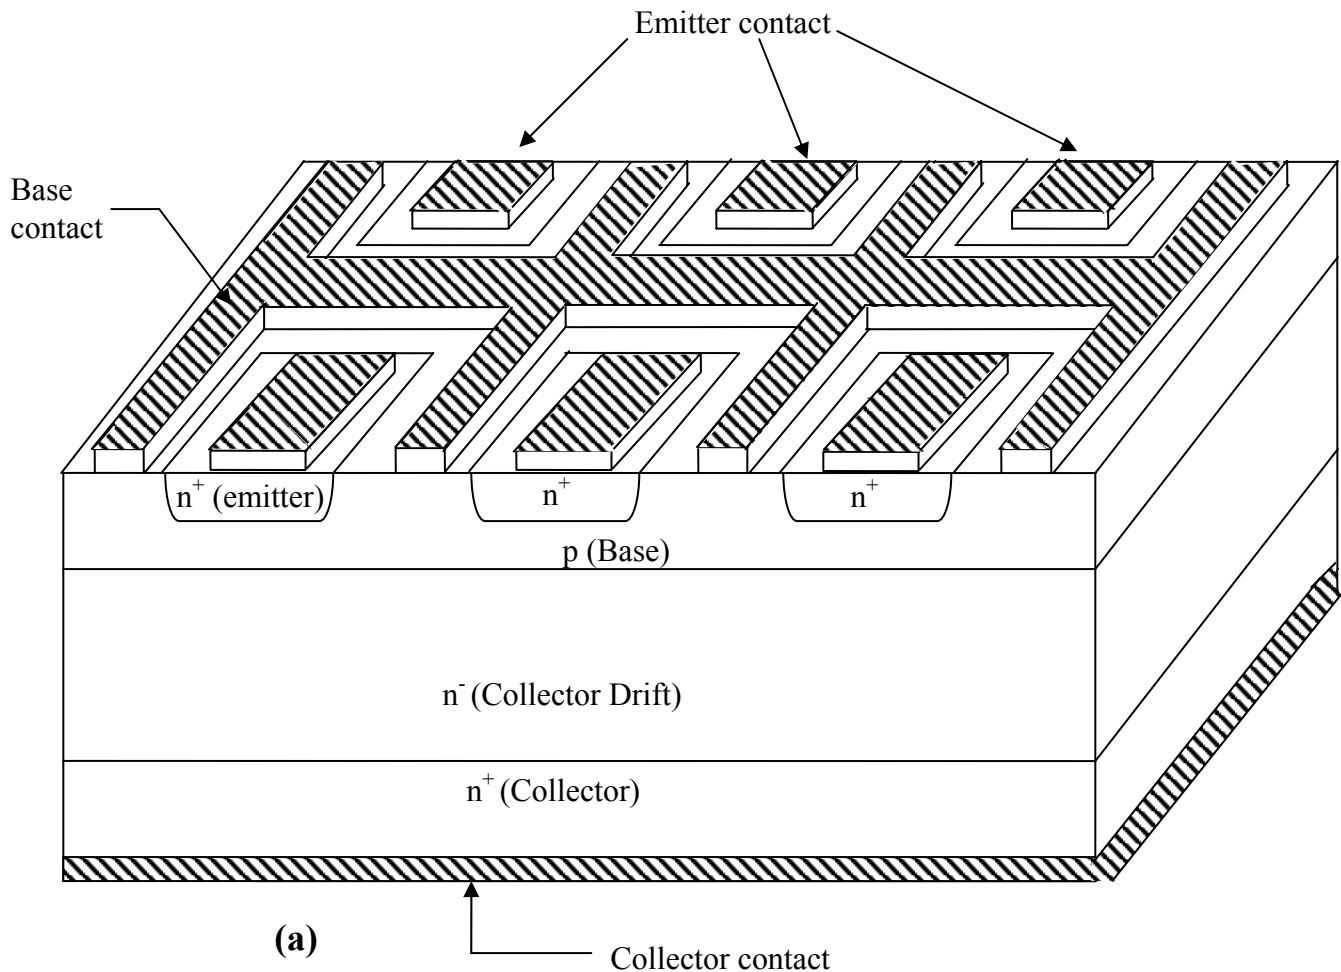 Emitter contact
Base
contact
n+ (emitter)
n+
n+
p (Base)
n- (Collector Drift)
n+ (Collector)
(a)
Collector contact